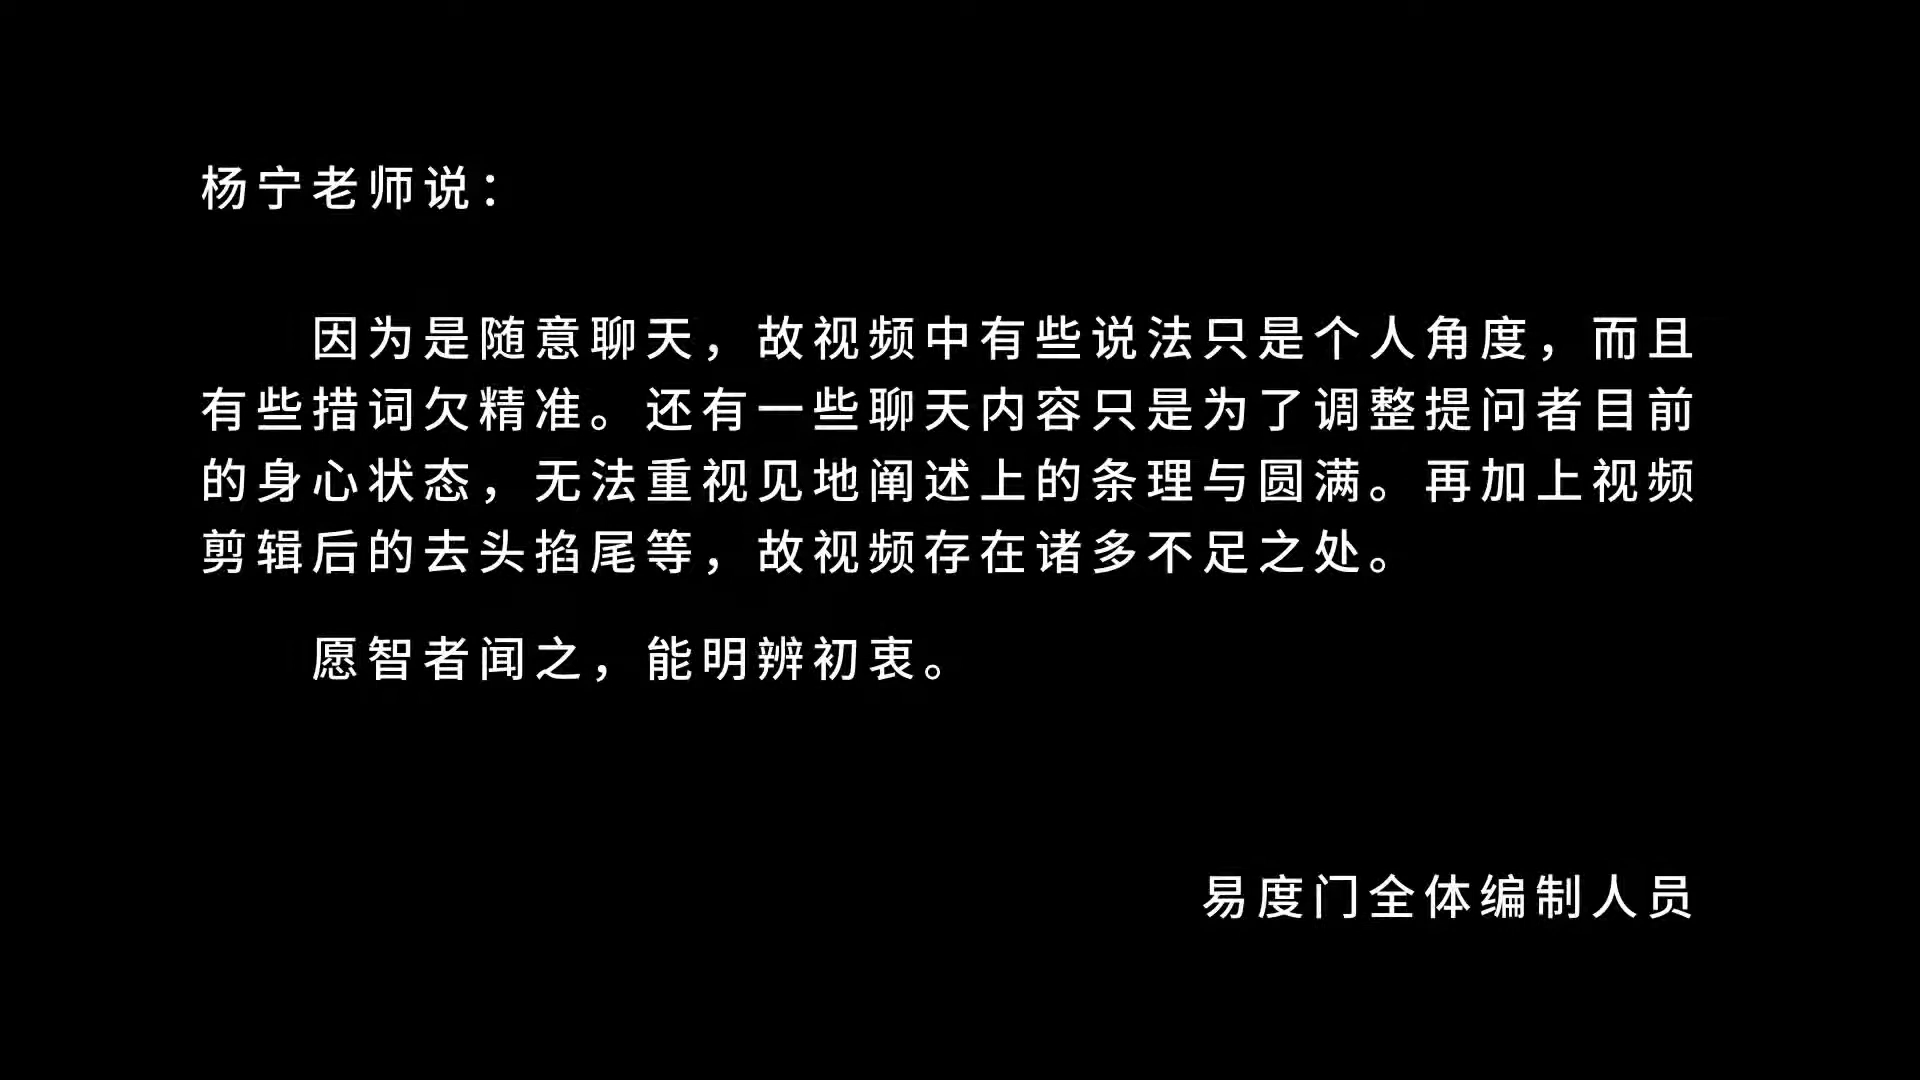 杨宁老师说：
因为是随意聊天，故视频中有些说法只是个人角度，而且
有些措词欠精准。还有一些聊天内容只是为了调整提问者目前
的身心状态，无法重视见地阐述上的条理与圆满。再加上视频
剪辑后的去头掐尾等，故视频存在诸多不足之处。
愿智者闻之，能明辨初衷。
易度门全体编制人员